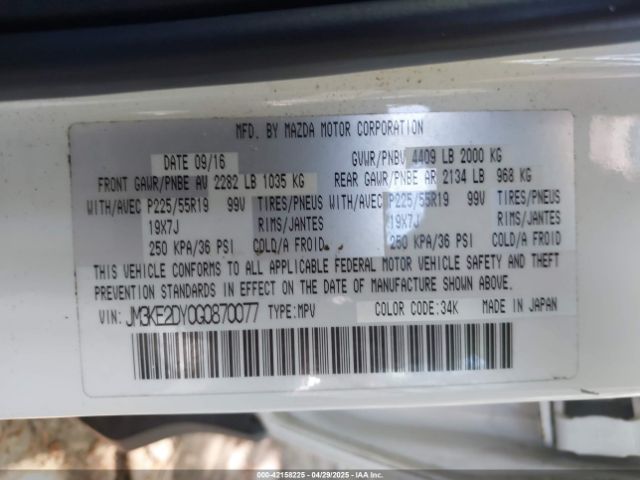 MFD. BY MAZDA MOTOR CORPORATION
DATE 09/16 GVWR/PNBV 4409 LB 2000 KG
FRONT GAWR/PNBE AV 2282 LB 1035 KG REAR GAWR/PNBE AR 2134 LB 968 KG
WITH/AVEC P225/55R19 99V TIRES/PNEUS WITH/AVEC P225/55R19 99V TIRES/PNEUS
19X7J RIMS/JANTES 19X7J RIMS/JANTES
250 KPA/36 PSI COLD/A FROID 250 KPA/36 PSI COLD/A FROID
THIS VEHICLE CONFORMS TO ALL APPLICABLE FEDERAL MOTOR VEHICLE SAFETY AND THEFT
PREVENTION STANDARDS IN EFFECT ON THE DATE OF MANUFACTURE SHOWN ABOVE.
VIN: JM3KE2DY0G0870077 TYPE:MPV COLOR CODE:34K MADE IN JAPAN
000-42158225 - 04/29/2025 - IAAI.COM